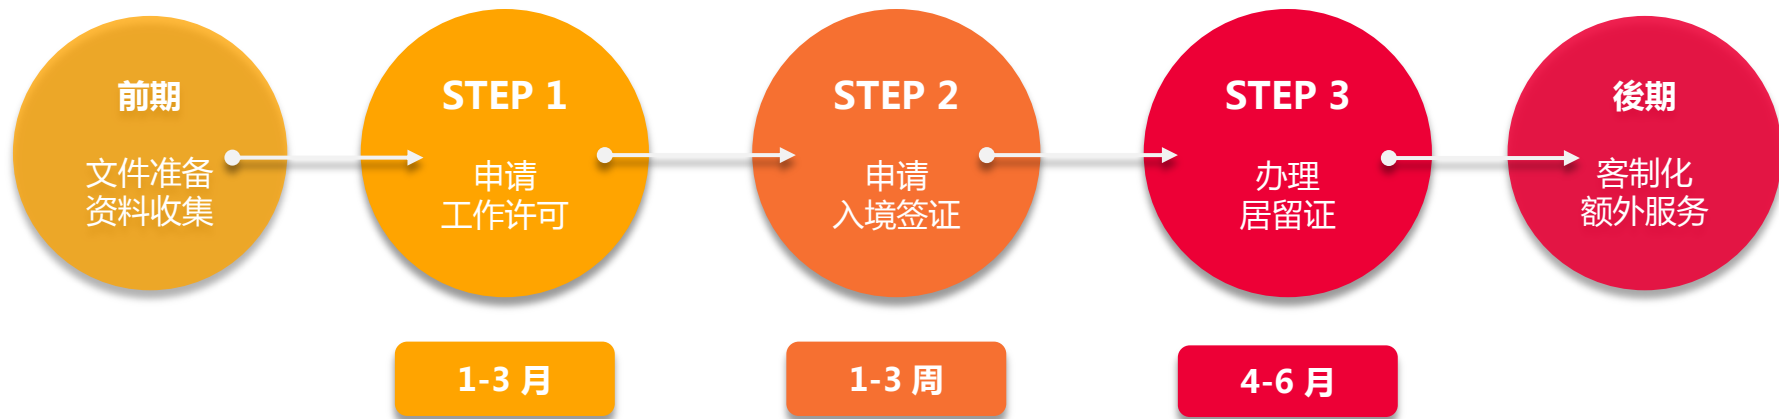 前期
文件准备
资料收集
STEP 1
申请
工作许可
STEP 2
申请
入境签证
STEP 3
办理
居留证
後期
客制化
额外服务
1-3 月
1-3 周
4-6 月